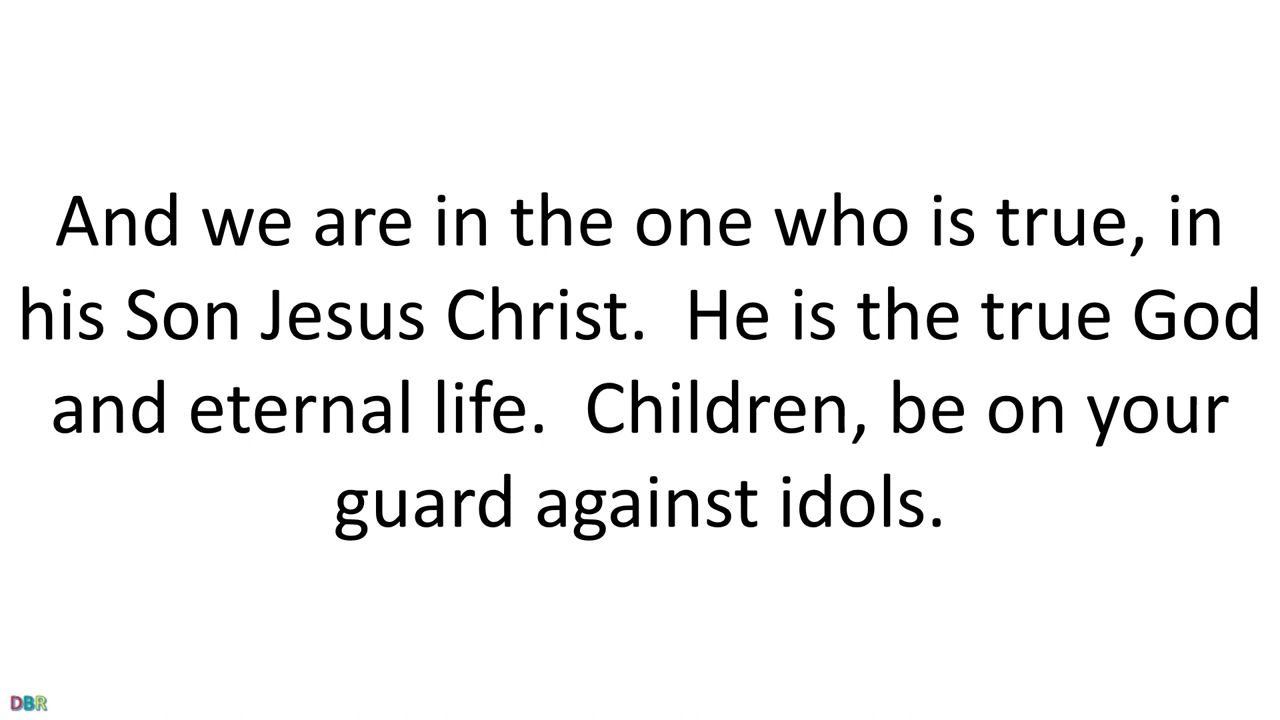 And we are in the one who is true, in
his Son Jesus Christ.  He is the true God
and eternal life.  Children, be on your
guard against idols.
DBR